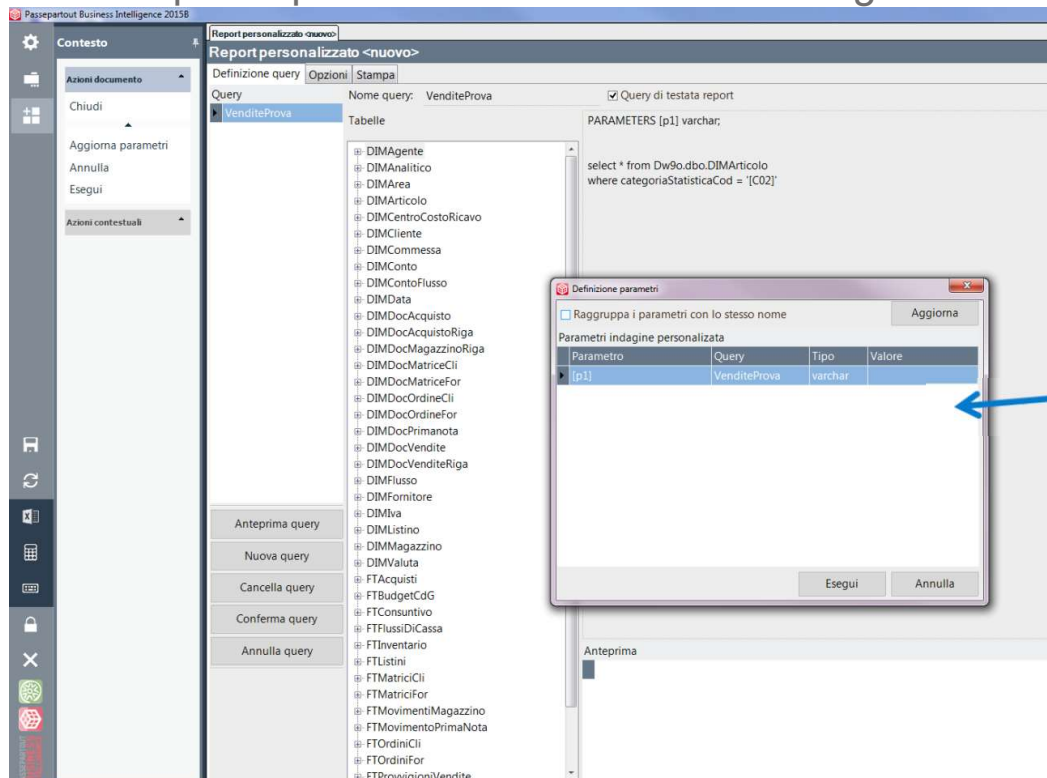 Passepartout Business Intelligence 2015B
Contesto
Azioni documento
Chiudi
Aggiorna parametri
Annulla
Esegui
Azioni contestuali
Report personalizzato <nuovo>
Report personalizzato <nuovo>
Definizione query Opzioni Stampa
Query
VenditeProva
Nome query: VenditeProva
Query di testata report
Tabelle
DIMAgente
DIMAnalitico
DIMArea
DIMArticolo
DIMCentroCostoRicavo
DIMCliente
DIMCommessa
DIMConto
DIMContoFlusso
DIMData
DIMDocAcquisto
DIMDocAcquistoRiga
DIMDocMagazzinoRiga
DIMDocMatriceCli
DIMDocMatriceFor
DIMDocOrdineCli
DIMDocOrdineFor
DIMDocPrimanota
DIMDocVendite
DIMDocVenditeRiga
DIMFlusso
DIMFornitore
DIMIva
DIMListino
DIMMagazzino
DIMValuta
FTAcquisti
FTBudgetCdG
FTConsuntivo
FTFlussiDiCassa
FTInventario
FTListini
FTMatriciCli
FTMatriciFor
FTMovimentiMagazzino
FTMovimentoPrimaNota
FTOrdiniCli
FTOrdiniFor
FTProvvigioniVendite
PARAMETERS [p1] varchar;
select * from Dw9o.dbo.DIMArticolo
where categoriaStatisticaCod = '[C02]'
Definizione parametri
Raggruppa i parametri con lo stesso nome
Aggiorna
Parametri indagine personalizata
Parametro Query Tipo Valore
[p1] VenditeProva varchar
Esegui Annulla
Anteprima query
Nuova query
Cancella query
Conferma query
Annulla query
Anteprima